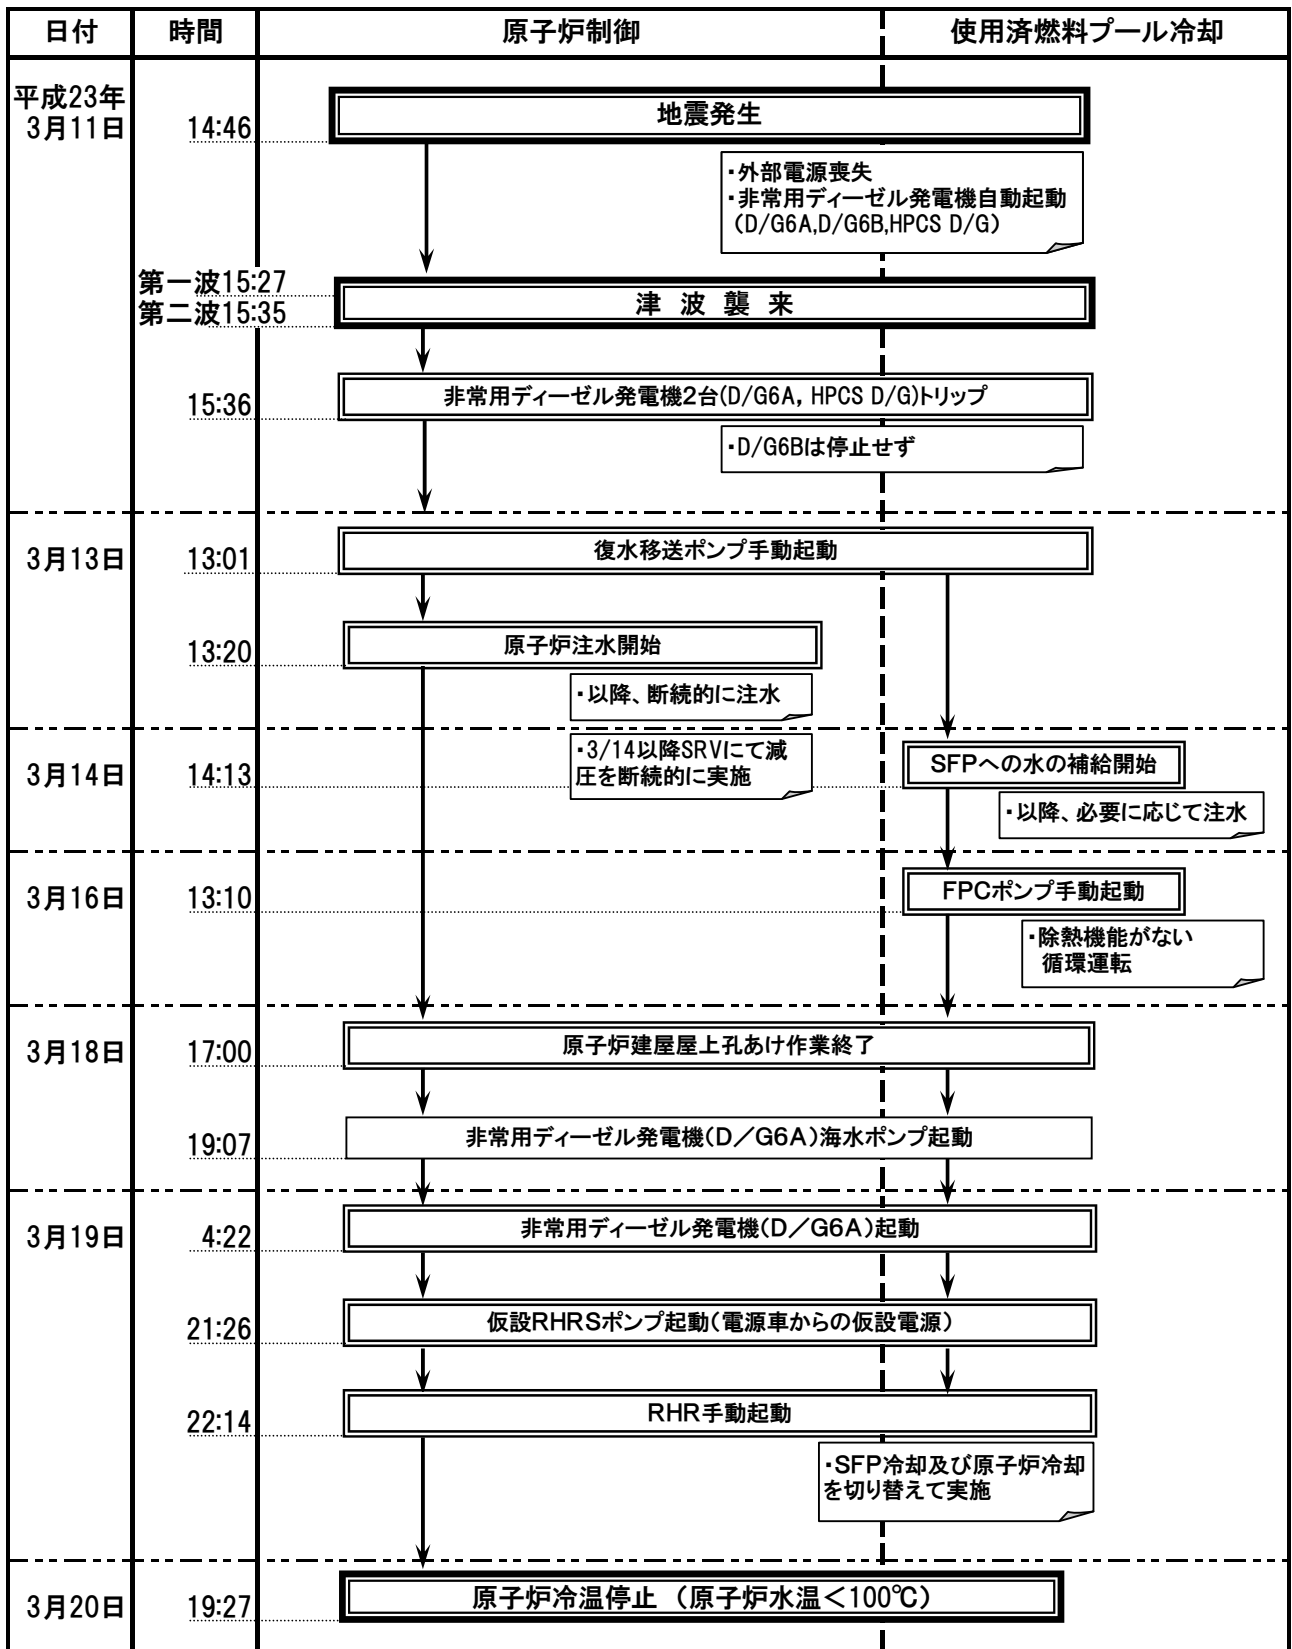 日付
時間
原子炉制御
使用済燃料プール冷却
平成23年
3月11日
14:46
地震発生
・外部電源喪失
・非常用ディーゼル発電機自動起動
(D/G6A,D/G6B,HPCS D/G)
第一波15:27
第二波15:35
津 波 襲 来
15:36
非常用ディーゼル発電機2台(D/G6A, HPCS D/G)トリップ
・D/G6Bは停止せず
3月13日
13:01
復水移送ポンプ手動起動
13:20
原子炉注水開始
・以降、断続的に注水
3月14日
14:13
・3/14以降SRVにて減
圧を断続的に実施
SFPへの水の補給開始
・以降、必要に応じて注水
3月16日
13:10
FPCポンプ手動起動
・除熱機能がない
循環運転
3月18日
17:00
原子炉建屋屋上孔あけ作業終了
19:07
非常用ディーゼル発電機(D/G6A)海水ポンプ起動
3月19日
4:22
非常用ディーゼル発電機(D/G6A)起動
21:26
仮設RHRSポンプ起動(電源車からの仮設電源)
22:14
RHR手動起動
・SFP冷却及び原子炉冷却
を切り替えて実施
3月20日
19:27
原子炉冷温停止 (原子炉水温<100℃)